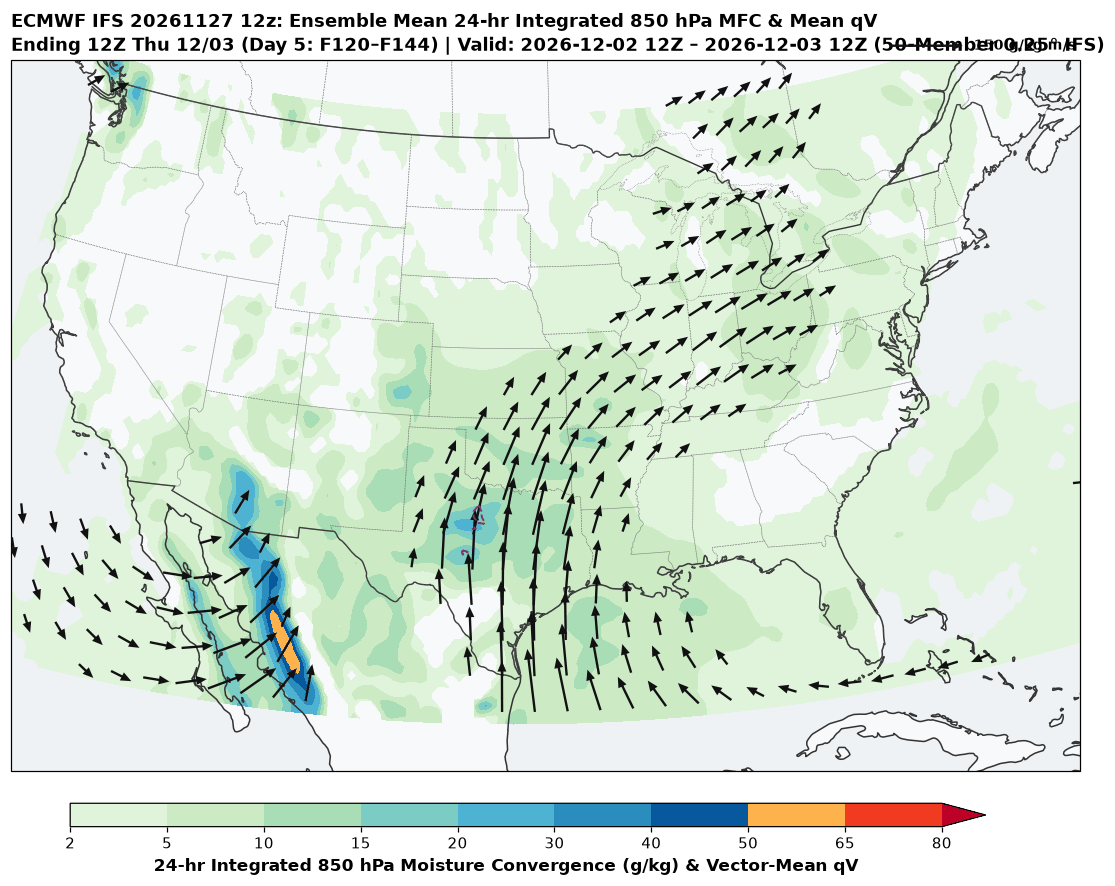 ECMWF IFS 20261127 12z: Ensemble Mean 24-hr Integrated 850 hPa MFC & Mean qV
Ending 12Z Thu 12/03 (Day 5: F120–F144) | Valid: 2026-12-02 12Z – 2026-12-03 12Z (50-Member 0.25° IFS)
2 5 10 15 20 30 40 50 65 80
24-hr Integrated 850 hPa Moisture Convergence (g/kg) & Vector-Mean qV